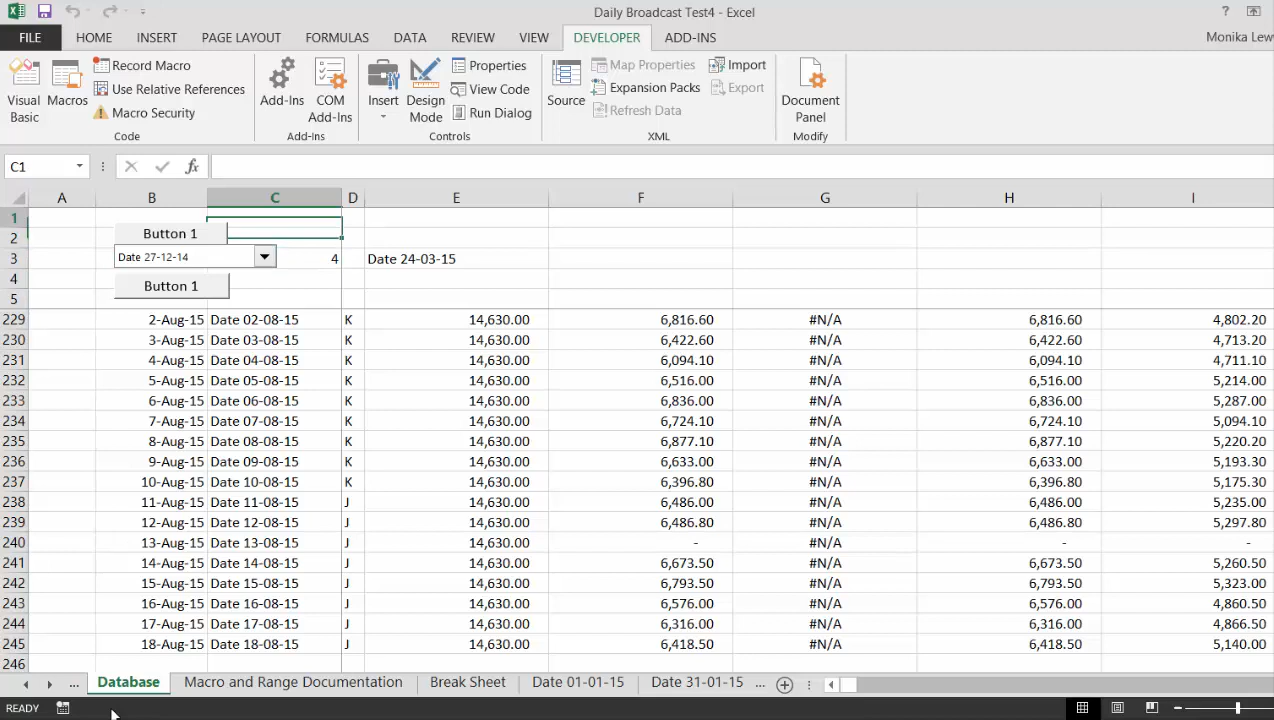 Daily Broadcast Test4 - Excel ?
FILE HOME INSERT PAGE LAYOUT FORMULAS DATA REVIEW VIEW DEVELOPER ADD-INS Monika Lew
Visual Basic
Macros
Record Macro
Use Relative References
Macro Security
Code
Add-Ins
COM Add-Ins
Add-Ins
Insert
Design Mode
Properties
View Code
Run Dialog
Controls
Source
Map Properties
Expansion Packs
Refresh Data
Import
Export
XML
Document Panel
Modify
C1 fx
A B C D E F G H I
1
2 Button 1
3 Date 27-12-14 4 Date 24-03-15
4 Button 1
5
229 2-Aug-15 Date 02-08-15 K 14,630.00 6,816.60 #N/A 6,816.60 4,802.20
230 3-Aug-15 Date 03-08-15 K 14,630.00 6,422.60 #N/A 6,422.60 4,713.20
231 4-Aug-15 Date 04-08-15 K 14,630.00 6,094.10 #N/A 6,094.10 4,711.10
232 5-Aug-15 Date 05-08-15 K 14,630.00 6,516.00 #N/A 6,516.00 5,214.00
233 6-Aug-15 Date 06-08-15 K 14,630.00 6,836.00 #N/A 6,836.00 5,287.00
234 7-Aug-15 Date 07-08-15 K 14,630.00 6,724.10 #N/A 6,724.10 5,094.10
235 8-Aug-15 Date 08-08-15 K 14,630.00 6,877.10 #N/A 6,877.10 5,220.20
236 9-Aug-15 Date 09-08-15 K 14,630.00 6,633.00 #N/A 6,633.00 5,193.30
237 10-Aug-15 Date 10-08-15 K 14,630.00 6,396.80 #N/A 6,396.80 5,175.30
238 11-Aug-15 Date 11-08-15 J 14,630.00 6,486.00 #N/A 6,486.00 5,235.00
239 12-Aug-15 Date 12-08-15 J 14,630.00 6,486.80 #N/A 6,486.80 5,297.80
240 13-Aug-15 Date 13-08-15 J 14,630.00 - #N/A - -
241 14-Aug-15 Date 14-08-15 J 14,630.00 6,673.50 #N/A 6,673.50 5,260.50
242 15-Aug-15 Date 15-08-15 J 14,630.00 6,793.50 #N/A 6,793.50 5,323.00
243 16-Aug-15 Date 16-08-15 J 14,630.00 6,576.00 #N/A 6,576.00 4,860.50
244 17-Aug-15 Date 17-08-15 J 14,630.00 6,316.00 #N/A 6,316.00 4,866.50
245 18-Aug-15 Date 18-08-15 J 14,630.00 6,418.50 #N/A 6,418.50 5,140.00
246
... Database Macro and Range Documentation Break Sheet Date 01-01-15 Date 31-01-15 ...
READY